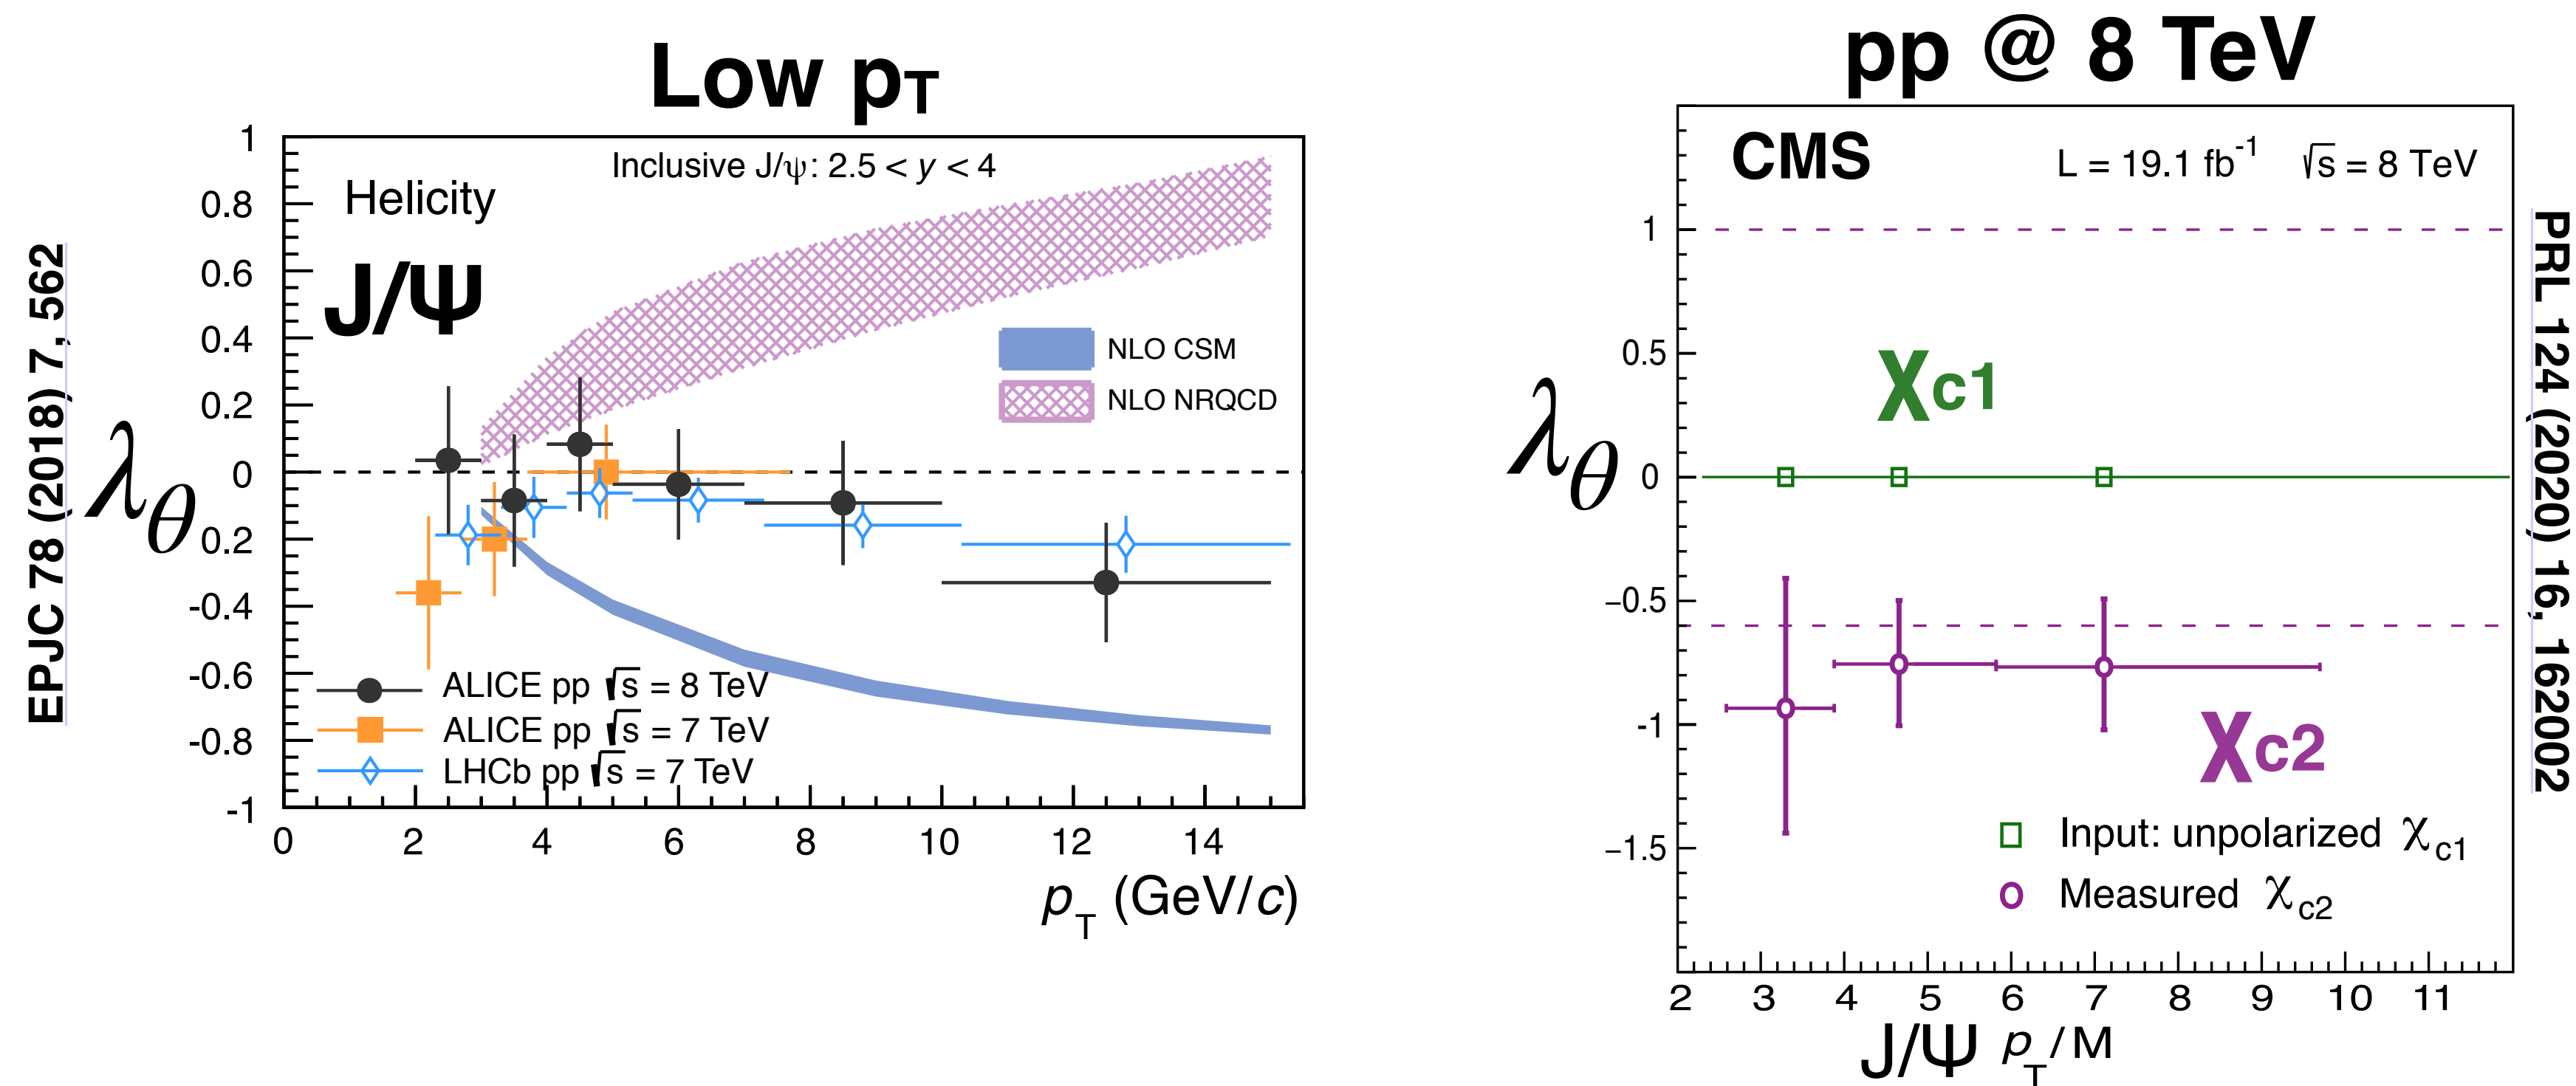 Low pT
EPJC 78 (2018) 7, 562
λθ
1
0.8
0.6
0.4
0.2
0
0.2
-0.4
-0.6
-0.8
-1
Inclusive J/ψ: 2.5 < y < 4
Helicity
J/Ψ
NLO CSM
NLO NRQCD
ALICE pp √s = 8 TeV
ALICE pp √s = 7 TeV
LHCb pp √s = 7 TeV
0 2 4 6 8 10 12 14
pT (GeV/c)
pp @ 8 TeV
CMS L = 19.1 fb-1 √s = 8 TeV
λθ
1
0.5
0
−0.5
-1
−1.5
χc1
χc2
Input: unpolarized χc1
Measured χc2
2 3 4 5 6 7 8 9 10 11
J/Ψ pT/M
PRL 124 (2020) 16, 162002